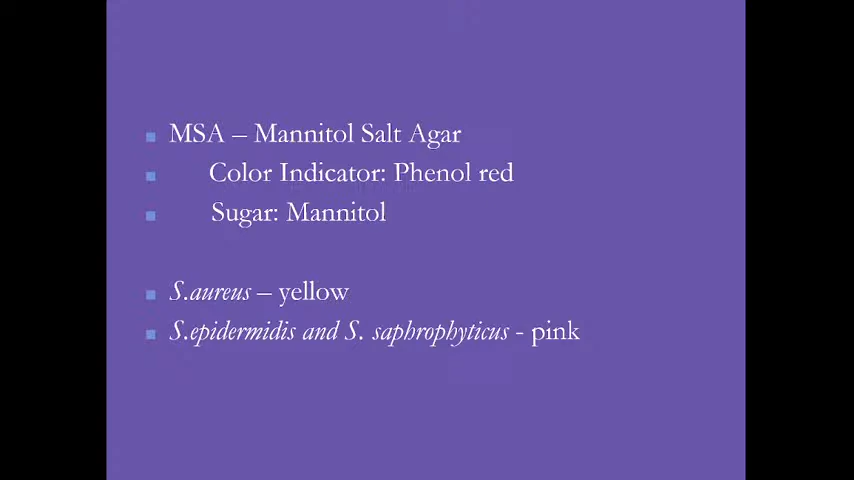 MSA – Mannitol Salt Agar
Color Indicator: Phenol red
Sugar: Mannitol
S.aureus – yellow
S.epidermidis and S. saphrophyticus - pink